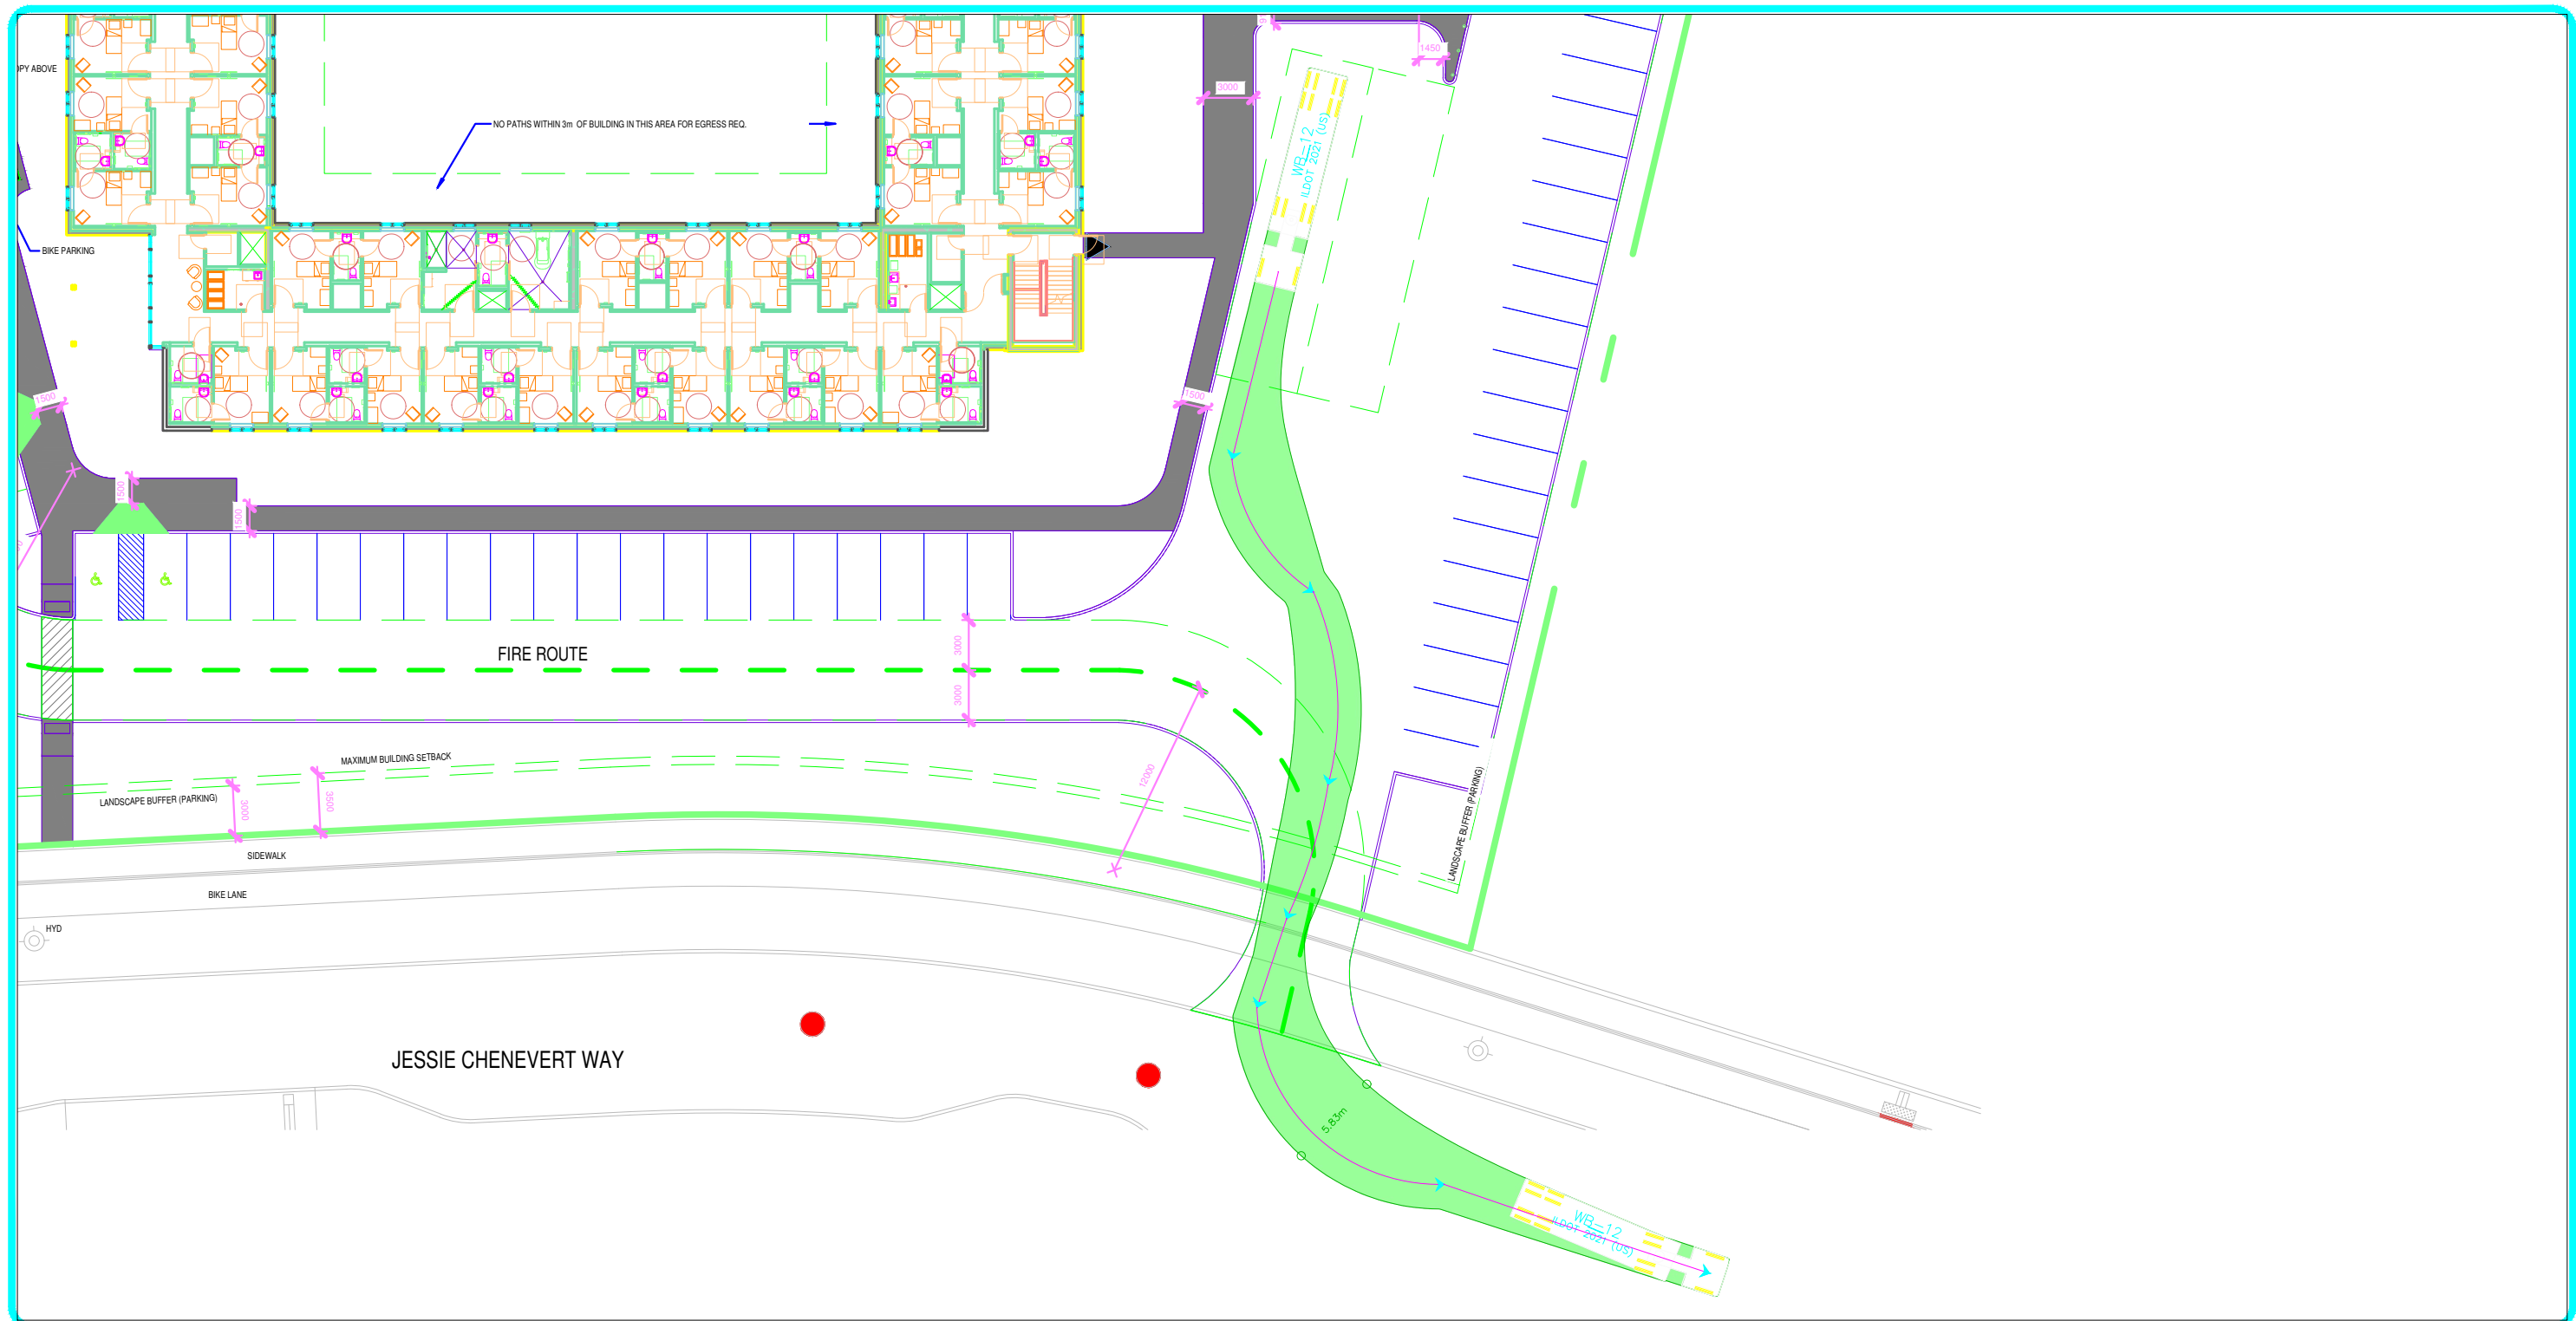 OPY ABOVE
1450
3000
NO PATHS WITHIN 3m OF BUILDING IN THIS AREA FOR EGRESS REQ.
WB-12
ILDOT 2021 (US)
BIKE PARKING
1500
1500
1500
1500
FIRE ROUTE
3000
3000
MAXIMUM BUILDING SETBACK
LANDSCAPE BUFFER (PARKING)
3000
3500
12000
LANDSCAPE BUFFER (PARKING)
SIDEWALK
BIKE LANE
HYD
JESSIE CHENEVERT WAY
5.83m
WB-12
ILDOT 2021 (US)